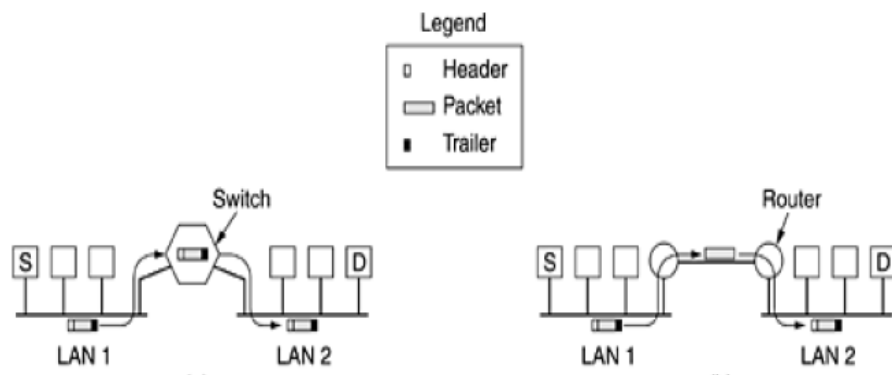 Legend
Header
Packet
Trailer
Switch
Router
S
D
S
D
LAN 1
LAN 2
LAN 1
LAN 2